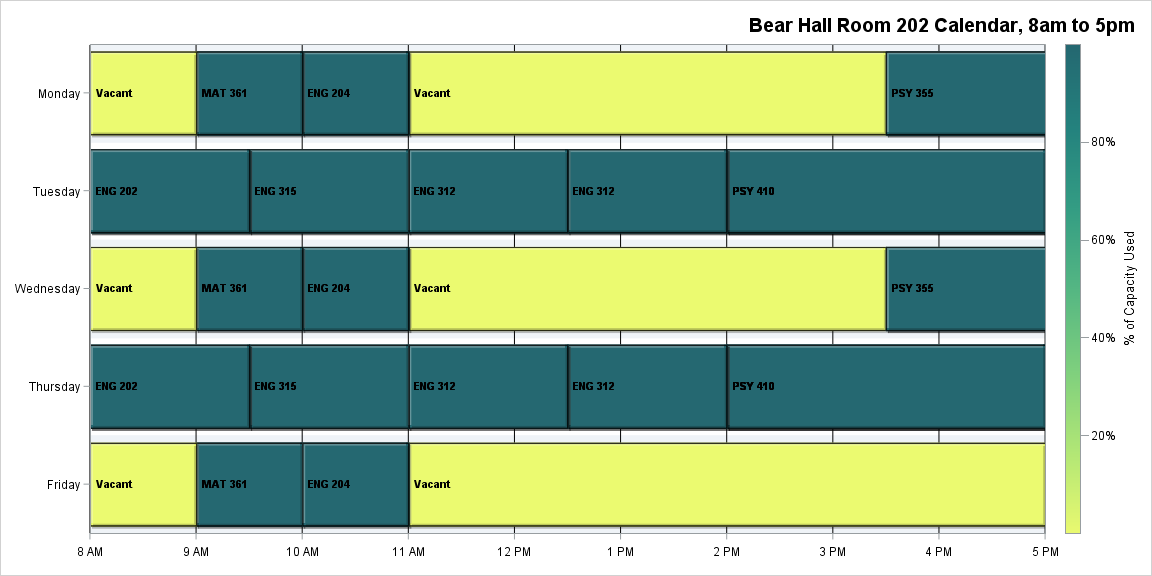 Bear Hall Room 202 Calendar, 8am to 5pm
Monday
Vacant
MAT 361
ENG 204
Vacant
PSY 355
Tuesday
ENG 202
ENG 315
ENG 312
ENG 312
PSY 410
Wednesday
Vacant
MAT 361
ENG 204
Vacant
PSY 355
Thursday
ENG 202
ENG 315
ENG 312
ENG 312
PSY 410
Friday
Vacant
MAT 361
ENG 204
Vacant
8 AM
9 AM
10 AM
11 AM
12 PM
1 PM
2 PM
3 PM
4 PM
5 PM
80%
60%
40%
20%
% of Capacity Used